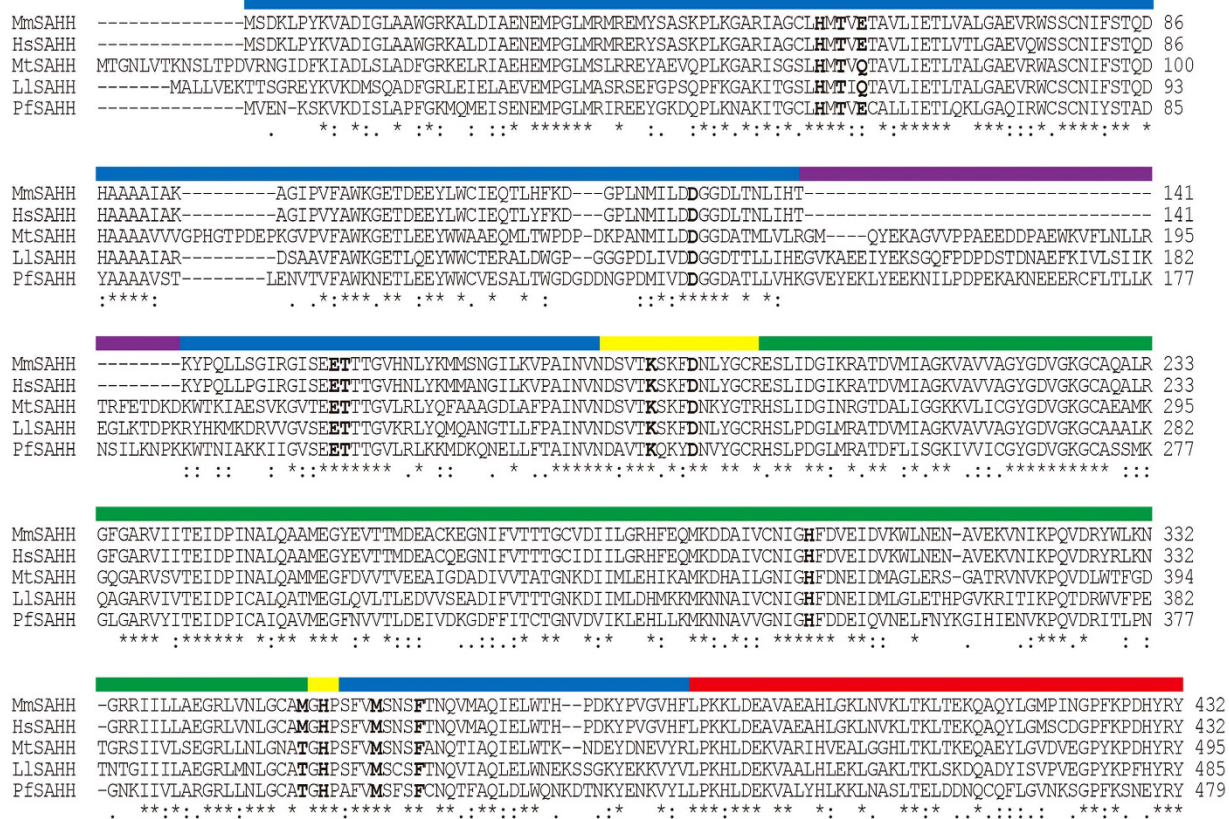 MmSAHH --------------MSDKLPYKVADIGLAAWGRKALDIAENEMPGLMRMREMYSASKPLKGARIAGCLHMTVETAVLIETLVALGAEVRWSSCNIFSTQD 86
HsSAHH --------------MSDKLPYKVADIGLAAWGRKALDIAENEMPGLMRMRERYSASKPLKGARIAGCLHMTVETAVLIETLVTLGAEVQWSSCNIFSTQD 86
MtSAHH MTGNLVTKNSLTPDVRNGIDFKIADLSLADFGRKELRIAEHEMPGLMSLRREYAEVQPLKGARISGSLHMTVQTAVLIETLTALGAEVRWASCNIFSTQD 100
LlSAHH -------MALLVEKTTSGREYKVKDMSQADFGRLEIELAEVEMPGLMASRSEFGPSQPFKGAKITGSLHMTIQTAVLIETLTALGAEVRWCSCNIFSTQD 93
PfSAHH --------------MVEN-KSKVKDISLAPFGKMQMEISENEMPGLMRIREEYGKDQPLKNAKITGCLHMTVECALLIETLQKLGAQIRWCSCNIYSTAD 85
MmSAHH HAAAAIAK---------AGIPVFAWKGETDEEYLWCIEQTLHFKD--GPLNMILDDGGDLTNLIHT---------------------------------- 141
HsSAHH HAAAAIAK---------AGIPVYAWKGETDEEYLWCIEQTLYFKD--GPLNMILDDGGDLTNLIHT---------------------------------- 141
MtSAHH HAAAAVVVGPHGTPDEPKGVPVFAWKGETLEEYWWAAEQMLTWPDP-DKPANMILDDGGDATMLVLRGM----QYEKAGVVPPAEEDDPAEWKVFLNLLR 195
LlSAHH HAAAAIAR---------DSAAVFAWKGETLQEYWWCTERALDWGP--GGGPDLIVDDGGDTTLLIHEGVKAEEIYEKSGQFPDPDSTDNAEFKIVLSIIK 182
PfSAHH YAAAAVST---------LENVTVFAWKNETLEEYWWCVESALTWGDGDDNGPDMIVDDGGDATLLVHKGVEYEKLYEEKNILPDPEKAKNEEERCFLTLLK 177
MmSAHH --------KYPQLLSGIRGISEETTTGVHNLYKMMSNGILKVPAINVNDSVTKSKFDNLYGCRESLIDGIKRATDVMIAGKVAVVAGYGDVGKGCAQALR 233
HsSAHH --------KYPQLLPGIRGISEETTTGVHNLYKMMANGILKVPAINVNDSVTKSKFDNLYGCRESLIDGIKRATDVMIAGKVAVVAGYGDVGKGCAQALR 233
MtSAHH TRFETDKDKWTKIAESVKGVTEETTTGVLRLYQFAAAGDLAFPAINVNDSVTKSKFDNKYGTRHSLIDGINRGTDALIGGKKVLICGYGDVGKGCAEAMK 295
LlSAHH EGLKTDPKRYHKMKDRVVGVSEETTTGVKRLYQMQANGTLLFPAINVNDSVTKSKFDNLYGCRHSLPDGLMRATDVMIAGKVAVVAGYGDVGKGCAAALK 282
PfSAHH NSILKNPKKWTNIAKKIIGVSEETTTGVLRLKKMDKQNELLFTAINVNDAVTKQKYDNVYGCRHSLPDGLMRATDFLISGKIVVICGYGDVGKGCASSMK 277
MmSAHH GFGARVIITEIDPINALQAAMEGYEVTTMDEACKEGNIFVTTTGCVDIILGRHFEQMKDDAIVCNIGHFDVEIDVKWLNEN-AVEKVNIKPQVDRYWLKN 332
HsSAHH GFGARVIITEIDPINALQAAMEGYEVTTMDEACQEGNIFVTTTGCIDIILGRHFEQMKDDAIVCNIGHFDVEIDVKWLNEN-AVEKVNIKPQVDRYRLKN 332
MtSAHH GQGARVSVTEIDPINALQAMMEGFDVVTVEEAIGDADIVVTATGNKDIIMLEHIKAMKDHAILGNIGHFDNEIDMAGLERS-GATRVNVKPQVDLWTFGD 394
LlSAHH QAGARVIVTEIDPICALQATMEGLQVLTLEDVVSEADIFVTTTGNKDIIMLDHMKKMKNNAIVCNIGHFDNEIDMLGLETHPGVKRITIKPQTDRWVFPE 382
PfSAHH GLGARVYITEIDPICAIQAVMEGFNVVTLDEIVDKGDFFITCTGNVDVIKLEHLLKMKNNAVVGNIGHFDDEIQVNELFNYKGIHIENVKPQVDRITLPN 377
MmSAHH -GRRIILLAEGRLVNLGCAMGHPSFVMSNSFTNQVMAQIELWTH--PDKYPVGVHFLPKKLDEAVAEAHLGKLNVKLTKLTEKQAQYLGMPINGPFKPDHYRY 432
HsSAHH -GRRIILLAEGRLVNLGCAMGHPSFVMSNSFTNQVMAQIELWTH--PDKYPVGVHFLPKKLDEAVAEAHLGKLNVKLTKLTEKQAQYLGMSCDGPFKPDHYRY 432
MtSAHH TGRSIIVLSEGRLLNLGNATGHPSFVMSNSFANQTIAQIELWTK--NDEYDNEVYRLPKHLDEKVARIHVEALGGHLTKLTKEQAEYLGVDVEGPYKPDHYRY 495
LlSAHH TNTGIIILAEGRLMNLGCATGHPSFVMSCSFTNQVIAQLELWNEKSSGKYEKKVYVLPKHLDEKVAALHLEKLGAKLTKLSKDQADYISVPVEGPYKPFHYRY 485
PfSAHH -GNKIIVLARGRLLNLGCATGHPAFVMSFSFCNQTFAQLDLWQNKDTNKYENKVYLLPKHLDEKVALYHLKKLNASLTELDDNQCQFLGVNKSGPFKSNEYRY 479